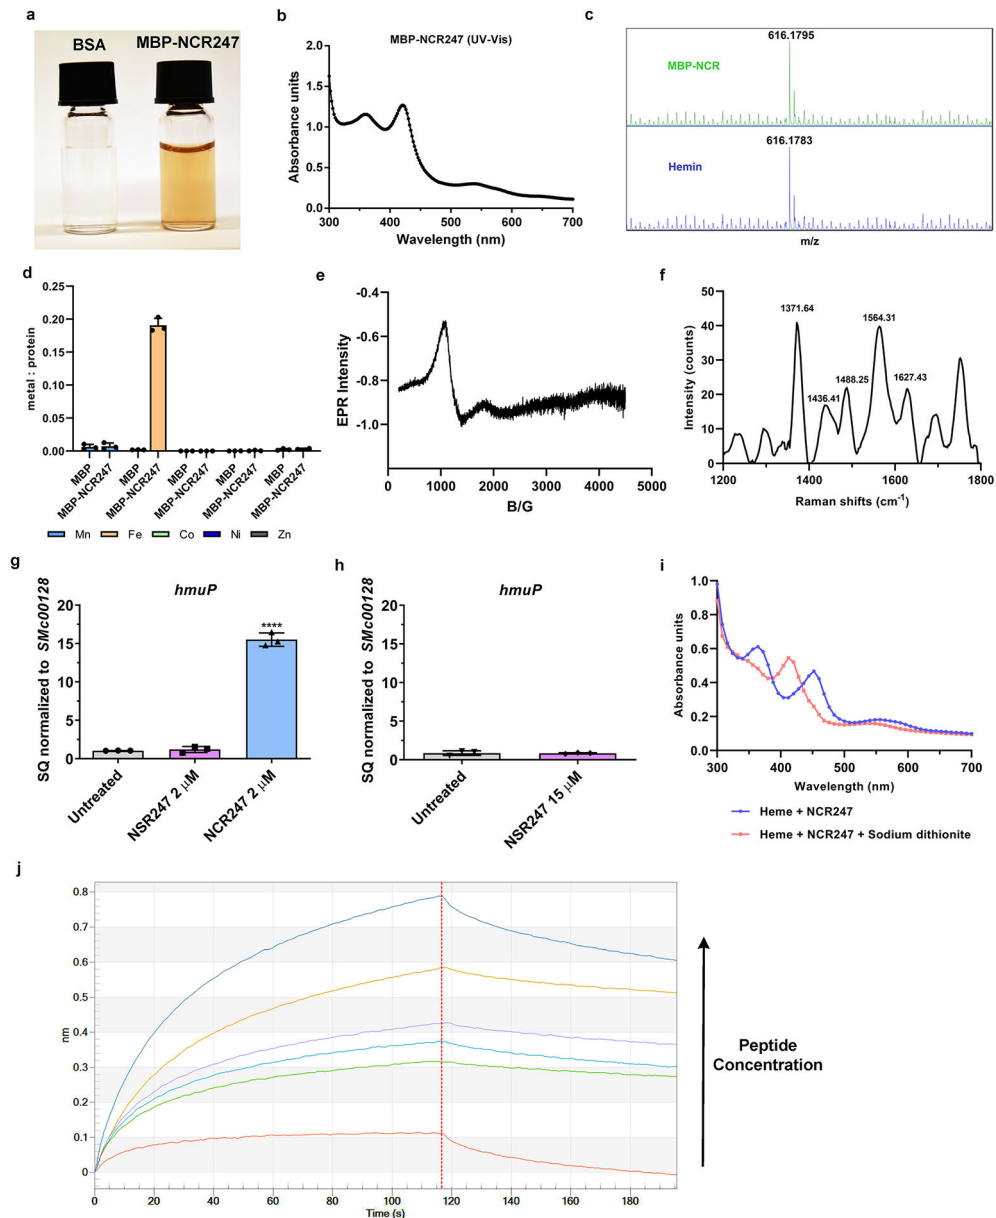 a
BSA
MBP-NCR247
b
MBP-NCR247 (UV-Vis)
2.0
1.5
1.0
0.5
0.0
Absorbance units
300
400
500
600
700
Wavelength (nm)
c
616.1795
MBP-NCR
616.1783
Hemin
m/z
d
0.25
0.20
0.15
0.10
0.05
0.00
metal : protein
MBP
MBP-NCR247
MBP
MBP-NCR247
MBP
MBP-NCR247
MBP
MBP-NCR247
MBP
MBP-NCR247
Mn
Fe
Co
Ni
Zn
e
-0.4
-0.6
-0.8
-1.0
EPR Intensity
0
1000
2000
3000
4000
5000
B/G
f
50
40
30
20
10
0
Intensity (counts)
1371.64
1436.41
1488.25
1564.31
1627.43
1200
1400
1600
1800
Raman shifts (cm-1)
g
hmuP
20
15
10
5
0
SQ normalized to SMc00128
****
Untreated
NSR247 2 μM
NCR247 2 μM
h
hmuP
20
15
10
5
0
SQ normalized to SMc00128
Untreated
NSR247 15 μM
i
1.0
0.8
0.6
0.4
0.2
0.0
Absorbance units
300
400
500
600
700
Wavelength (nm)
Heme + NCR247
Heme + NCR247 + Sodium dithionite
j
0.8
0.7
0.6
0.5
0.4
0.3
0.2
0.1
0
nm
0
20
40
60
80
100
120
140
160
180
Time (s)
Peptide
Concentration